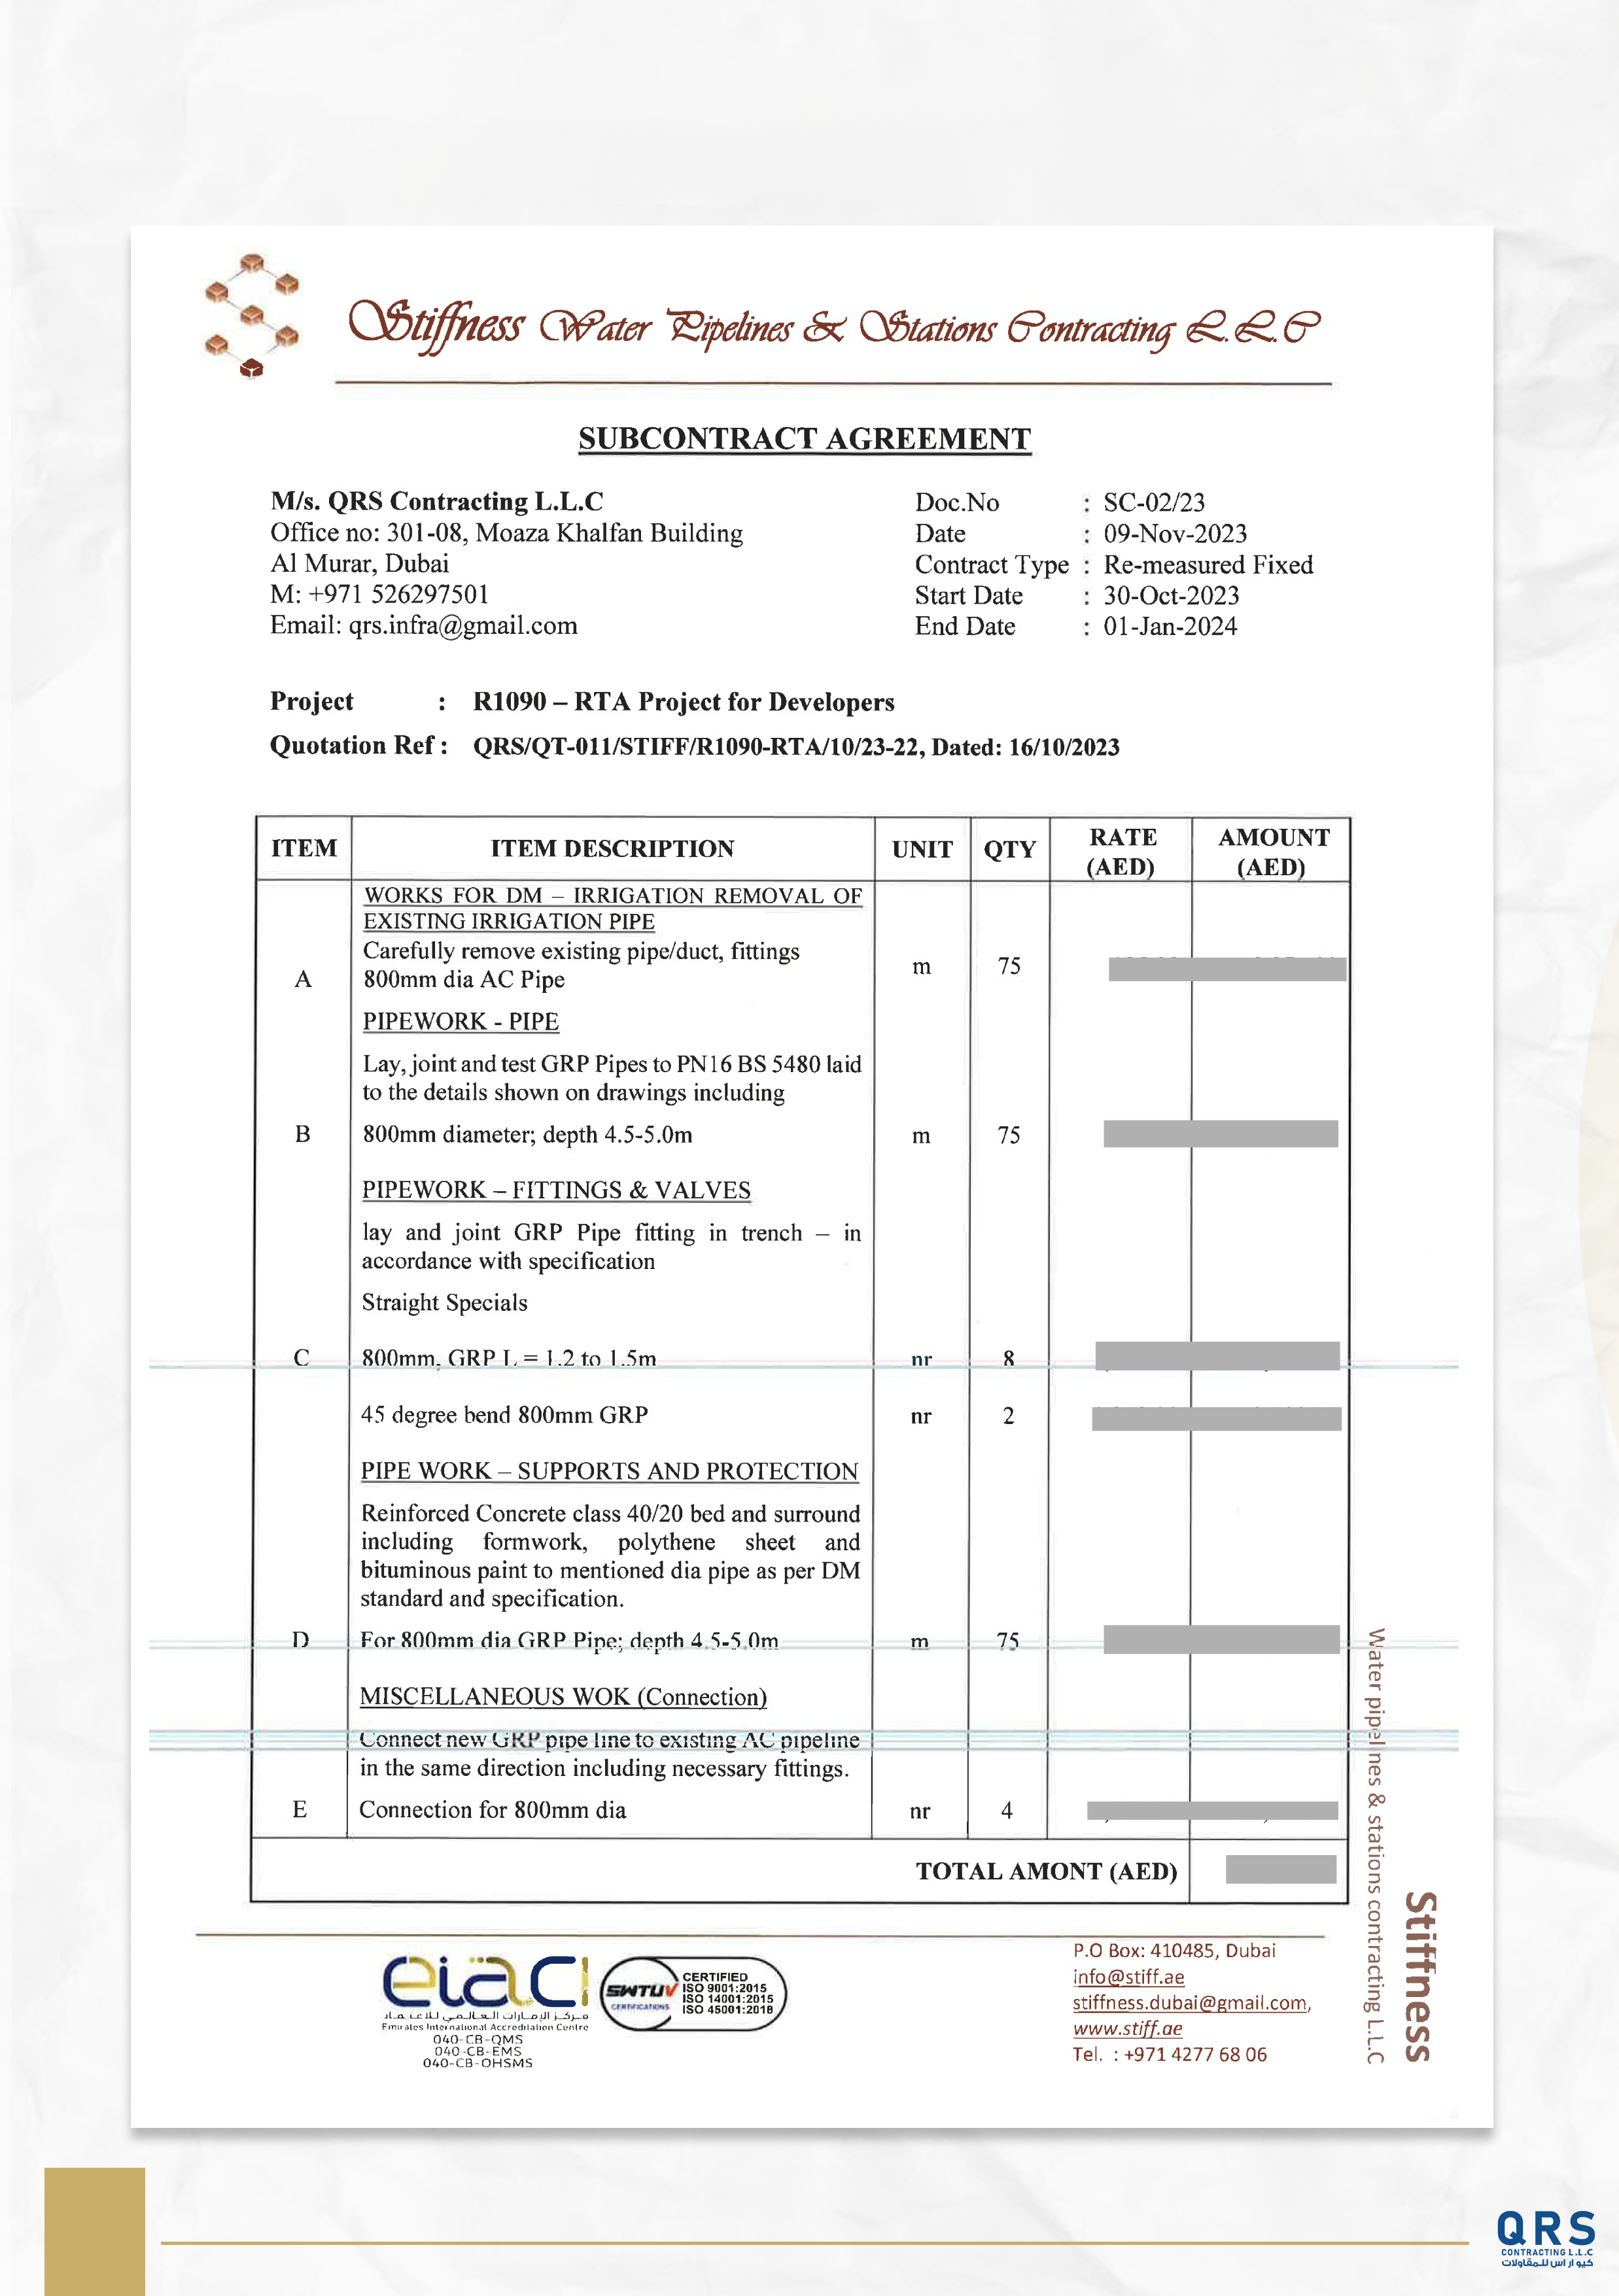 Stiffness Water Pipelines & Stations Contracting L.L.C
SUBCONTRACT AGREEMENT
M/s. QRS Contracting L.L.C
Office no: 301-08, Moaza Khalfan Building
Al Murar, Dubai
M: +971 526297501
Email: qrs.infra@gmail.com
Doc.No : SC-02/23
Date : 09-Nov-2023
Contract Type : Re-measured Fixed
Start Date : 30-Oct-2023
End Date : 01-Jan-2024
Project : R1090 – RTA Project for Developers
Quotation Ref : QRS/QT-011/STIFF/R1090-RTA/10/23-22, Dated: 16/10/2023
ITEM ITEM DESCRIPTION UNIT QTY RATE (AED) AMOUNT (AED)
WORKS FOR DM – IRRIGATION REMOVAL OF
EXISTING IRRIGATION PIPE
Carefully remove existing pipe/duct, fittings
A 800mm dia AC Pipe m 75
PIPEWORK - PIPE
Lay, joint and test GRP Pipes to PN16 BS 5480 laid
to the details shown on drawings including
B 800mm diameter; depth 4.5-5.0m m 75
PIPEWORK – FITTINGS & VALVES
lay and joint GRP Pipe fitting in trench – in
accordance with specification
Straight Specials
C 800mm, GRP L = 1.2 to 1.5m nr 8
45 degree bend 800mm GRP nr 2
PIPE WORK – SUPPORTS AND PROTECTION
Reinforced Concrete class 40/20 bed and surround
including formwork, polythene sheet and
bituminous paint to mentioned dia pipe as per DM
standard and specification.
D For 800mm dia GRP Pipe; depth 4.5-5.0m m 75
MISCELLANEOUS WOK (Connection)
Connect new GRP pipe line to existing AC pipeline
in the same direction including necessary fittings.
E Connection for 800mm dia nr 4
TOTAL AMONT (AED)
Water pipelines & stations contracting L.L.C
Stiffness
eiac
مركز الإمارات العالمي للاعتماد
Emirates International Accreditation Centre
040-CB-QMS
040-CB-EMS
040-CB-OHSMS
SWTUV
CERTIFICATIONS
CERTIFIED
ISO 9001:2015
ISO 14001:2015
ISO 45001:2018
P.O Box: 410485, Dubai
info@stiff.ae
stiffness.dubai@gmail.com,
www.stiff.ae
Tel. : +971 4277 68 06
QRS
CONTRACTING L.L.C
كيو ار اس للمقاولات